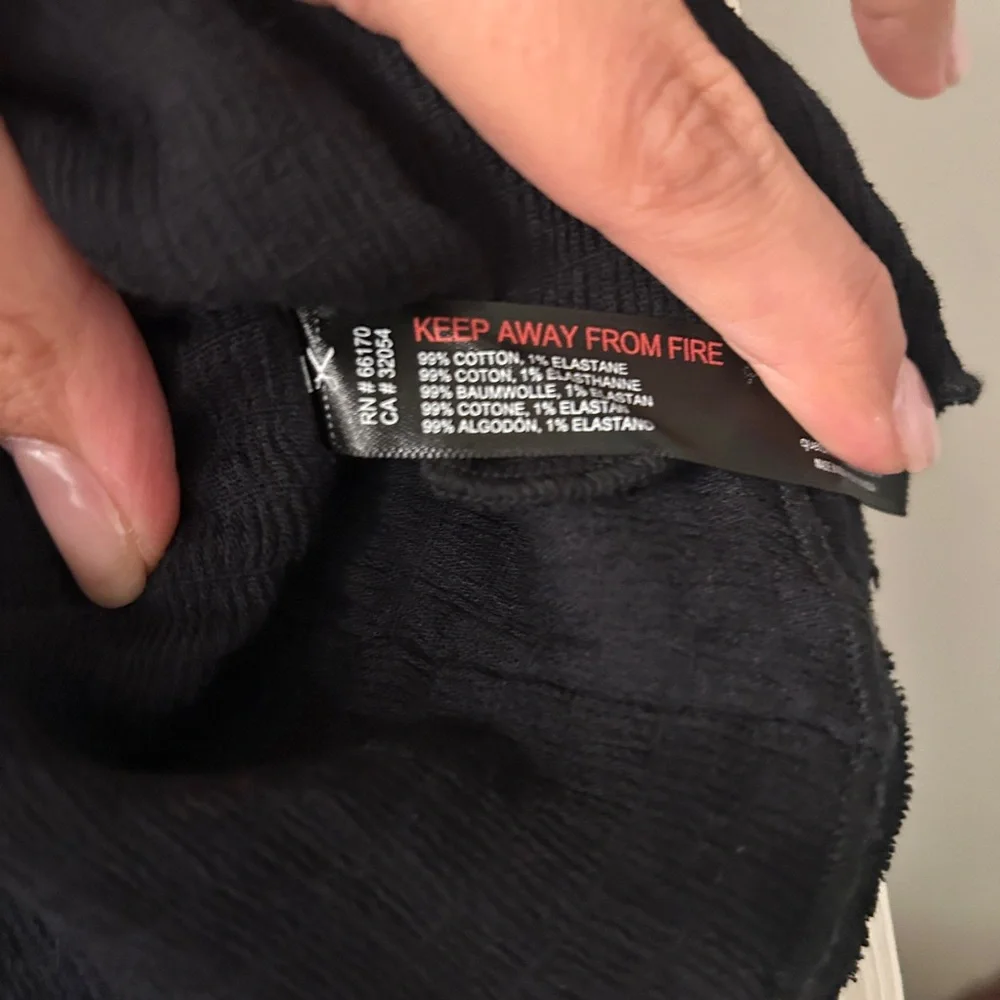 RN # 66170
CA # 32054
KEEP AWAY FROM FIRE
99% COTTON, 1% ELASTANE
99% COTON, 1% ELASTHANNE
99% BAUMWOLLE, 1% ELASTAN
99% COTONE, 1% ELASTAN
99% ALGODÓN, 1% ELASTANO